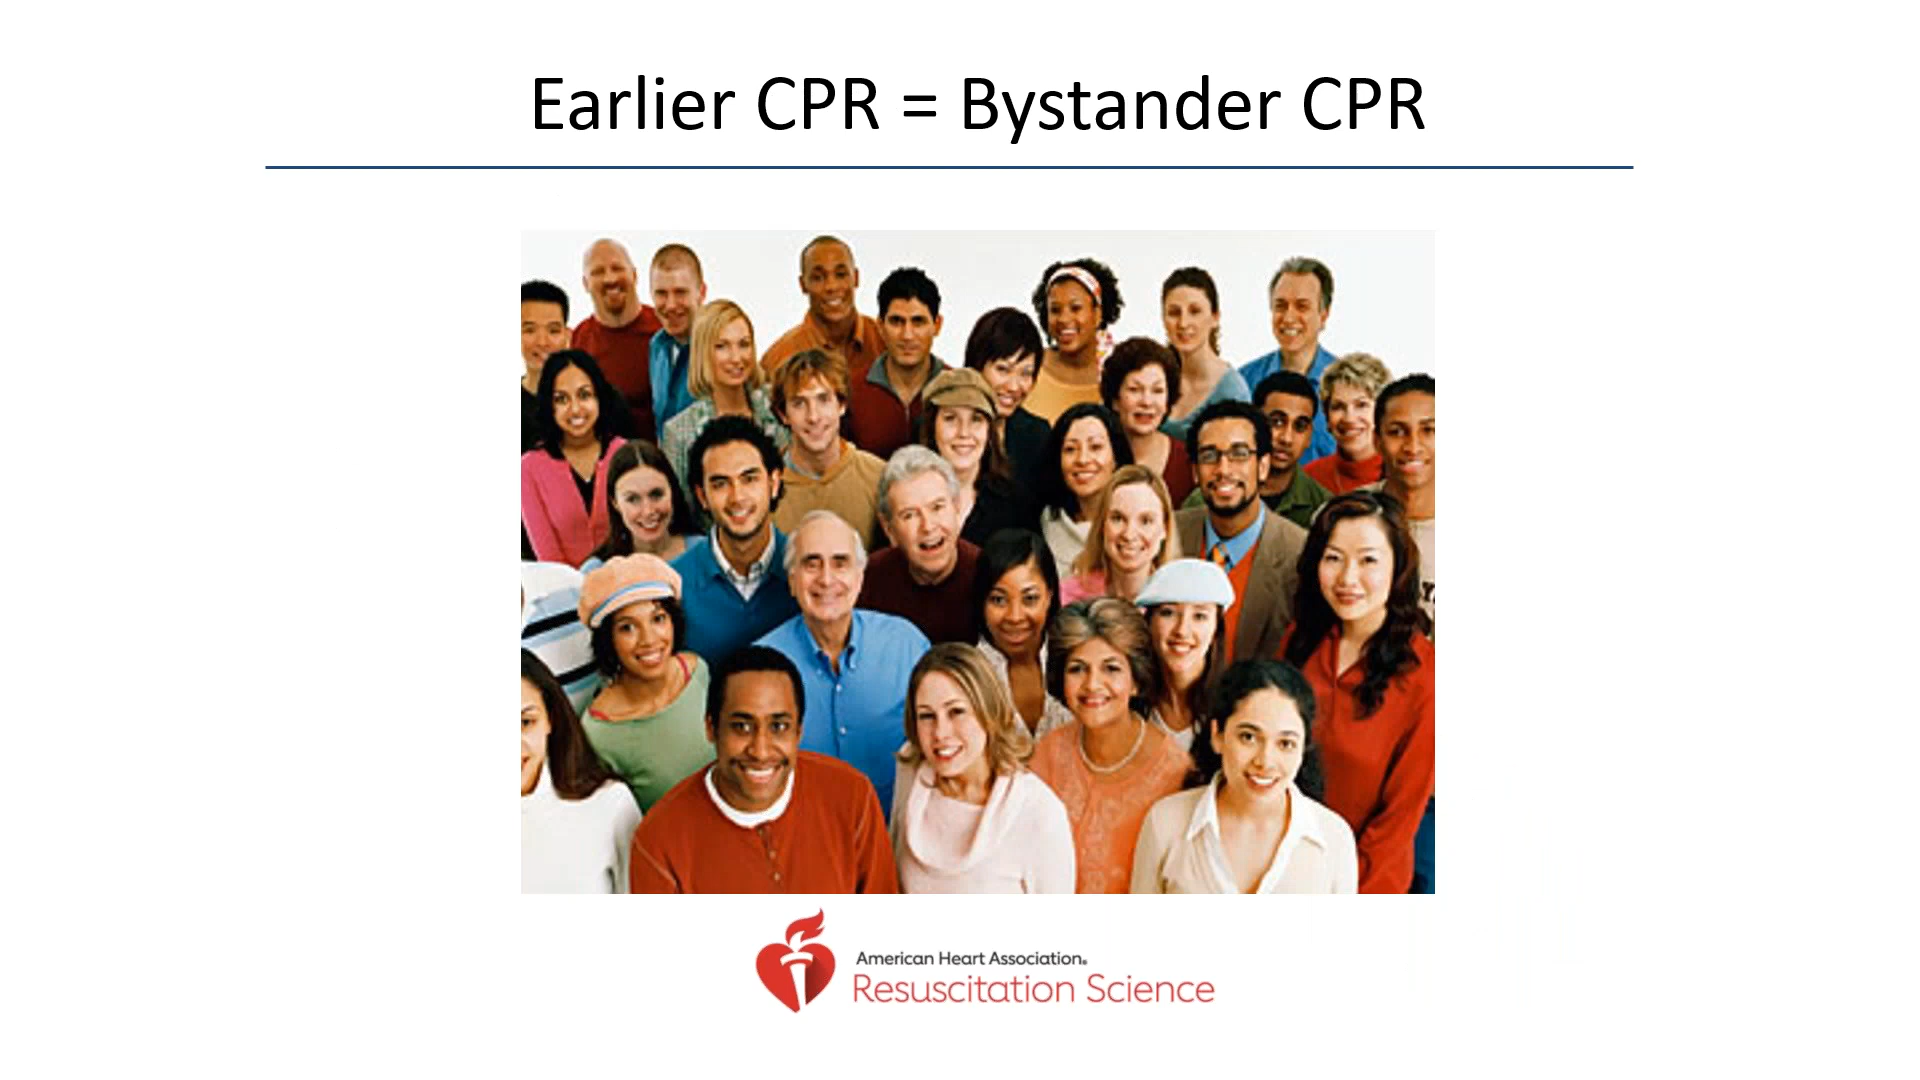 Earlier CPR = Bystander CPR
American Heart Association.
Resuscitation Science